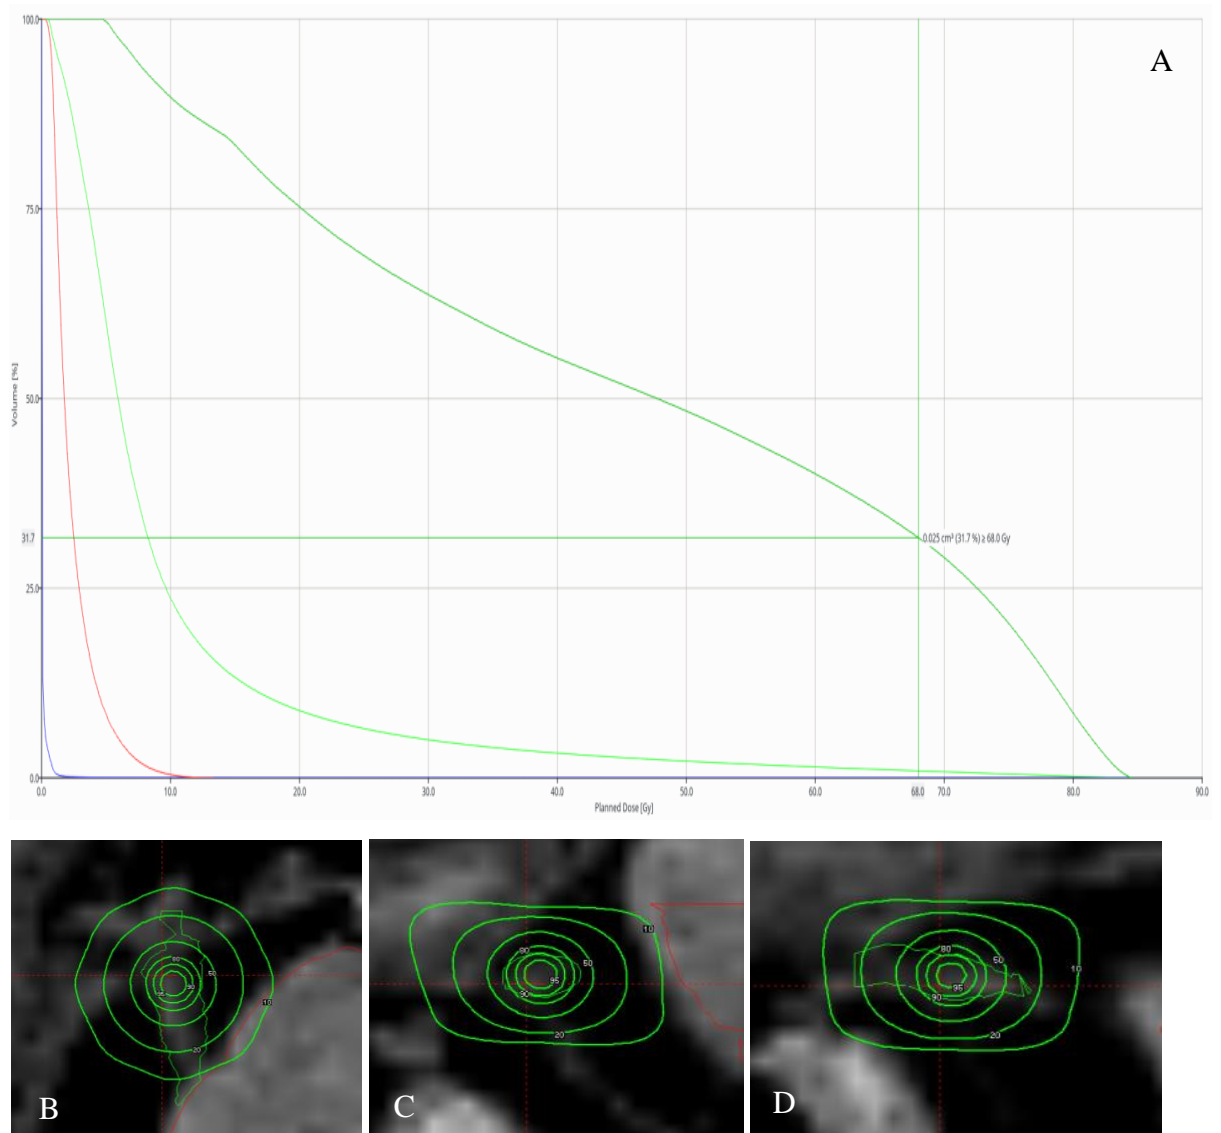 100.0
A
75.0
Volume [%]
50.0
31.7
0.025 cm³ (31.7 %) ≥ 68.0 Gy
25.0
0.0
0.0 10.0 20.0 30.0 40.0 50.0 60.0 68.0 70.0 80.0 90.0
Planned Dose [Gy]
80 50 95 90 10 20 B
10 80 50 95 90 20 C
80 50 10 95 90 20 D